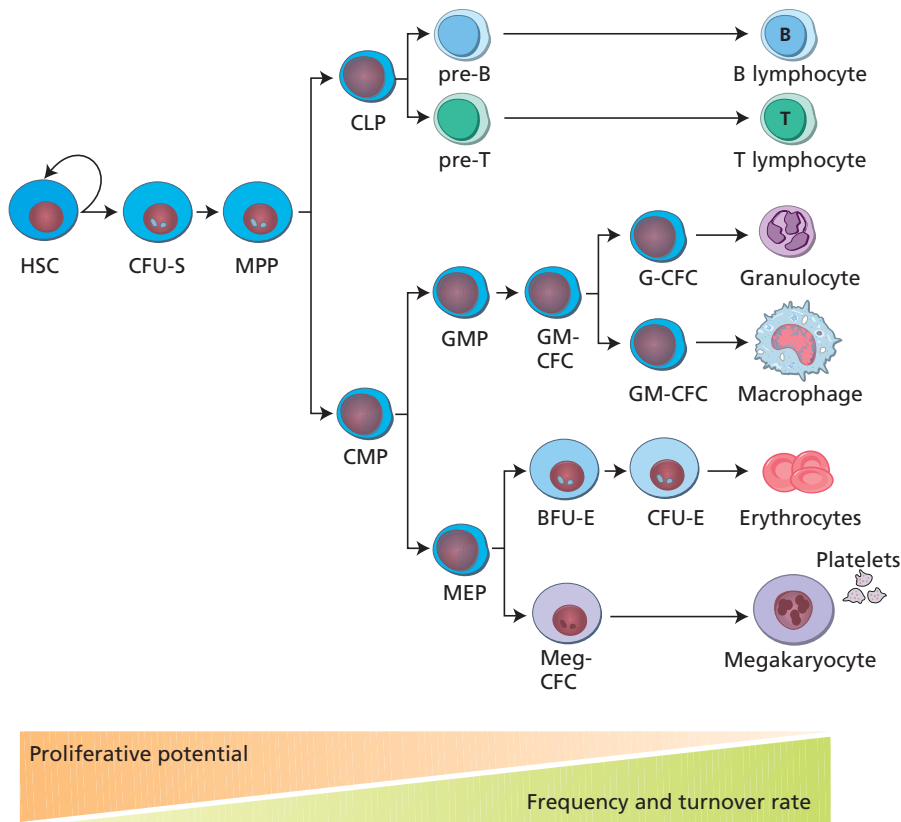 B
pre-B
B lymphocyte
CLP
T
pre-T
T lymphocyte
HSC
CFU-S
MPP
G-CFC
Granulocyte
GMP
GM-
CFC
GM-CFC
Macrophage
CMP
BFU-E
CFU-E
Erythrocytes
MEP
Platelets
Meg-
CFC
Megakaryocyte
Proliferative potential
Frequency and turnover rate